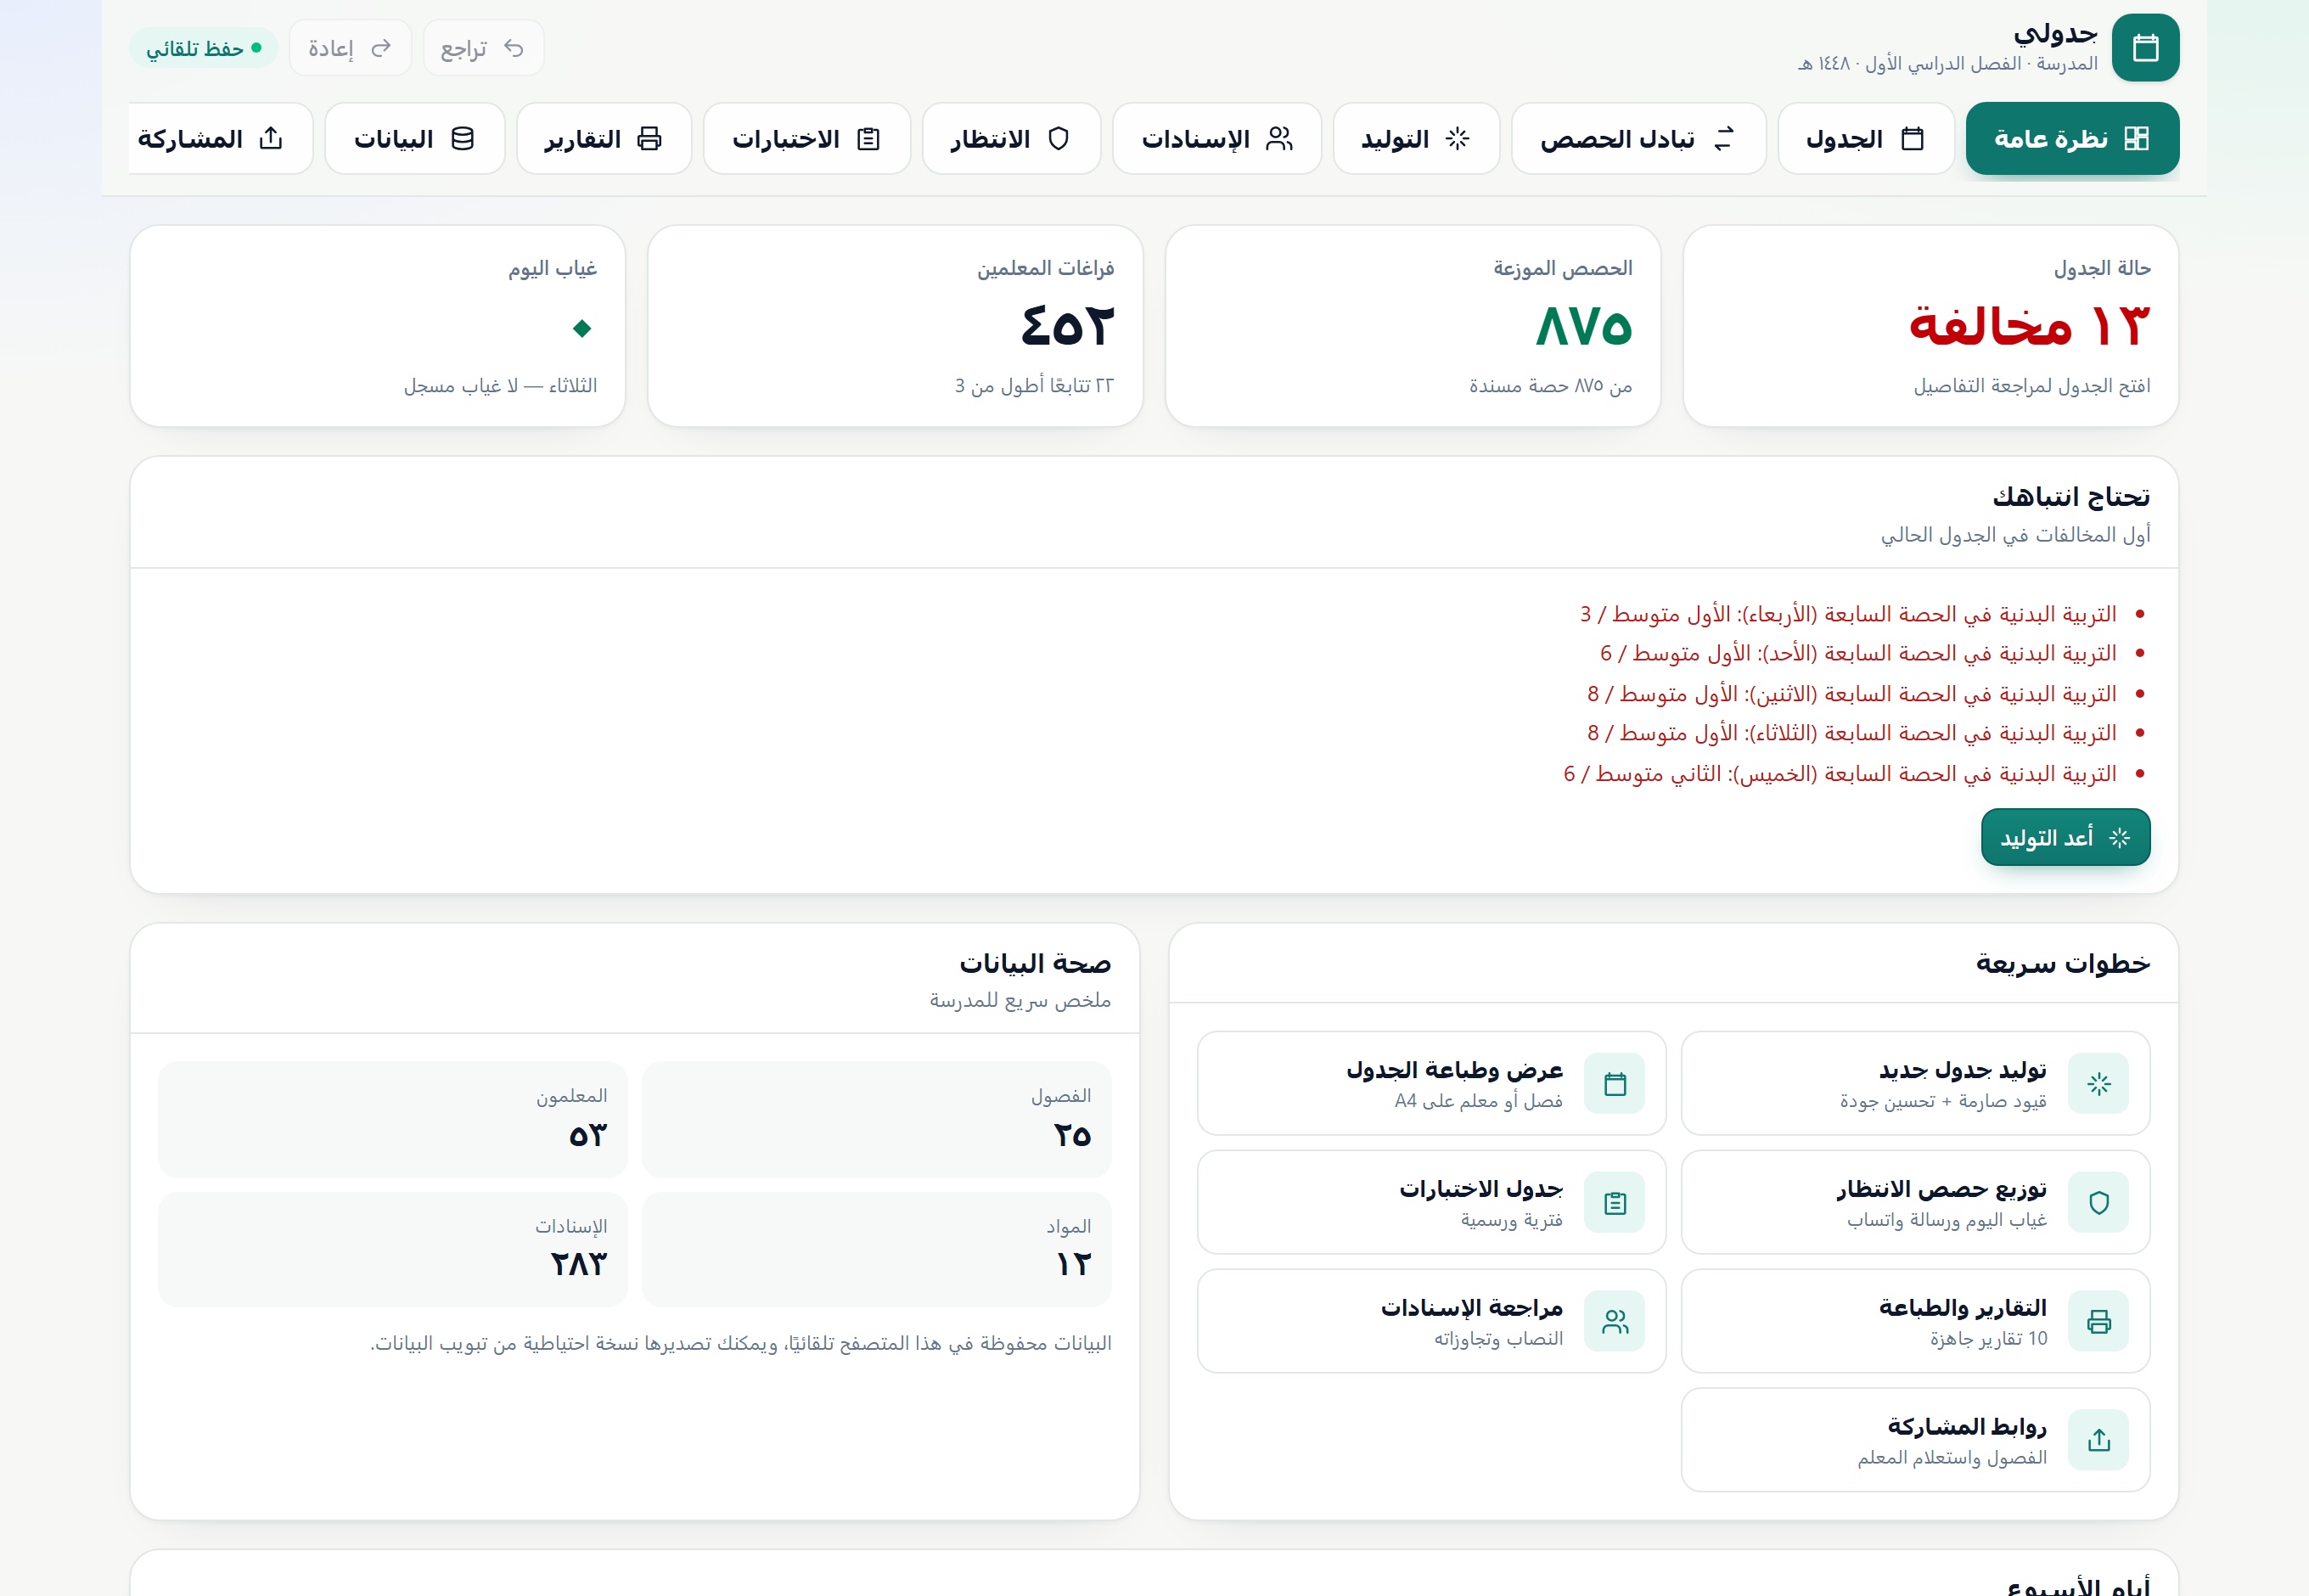 جدولي
المدرسة · الفصل الدراسي الأول · ١٤٤٨ هـ
تراجع
إعادة
حفظ تلقائي
نظرة عامة
الجدول
تبادل الحصص
التوليد
الإسنادات
الانتظار
الاختبارات
التقارير
البيانات
المشاركة
حالة الجدول
١٣ مخالفة
افتح الجدول لمراجعة التفاصيل
الحصص الموزعة
٨٧٥
من ٨٧٥ حصة مسندة
فراغات المعلمين
٤٥٢
٢٢ تتابعًا أطول من 3
غياب اليوم
٠
الثلاثاء — لا غياب مسجل
تحتاج انتباهك
أول المخالفات في الجدول الحالي
التربية البدنية في الحصة السابعة (الأربعاء): الأول متوسط / 3
التربية البدنية في الحصة السابعة (الأحد): الأول متوسط / 6
التربية البدنية في الحصة السابعة (الاثنين): الأول متوسط / 8
التربية البدنية في الحصة السابعة (الثلاثاء): الأول متوسط / 8
التربية البدنية في الحصة السابعة (الخميس): الثاني متوسط / 6
أعد التوليد
خطوات سريعة
توليد جدول جديد
قيود صارمة + تحسين جودة
عرض وطباعة الجدول
فصل أو معلم على A4
توزيع حصص الانتظار
غياب اليوم ورسالة واتساب
جدول الاختبارات
فترية ورسمية
التقارير والطباعة
10 تقارير جاهزة
مراجعة الإسنادات
النصاب وتجاوزاته
روابط المشاركة
الفصول واستعلام المعلم
صحة البيانات
ملخص سريع للمدرسة
الفصول
٢٥
المعلمون
٥٣
المواد
١٢
الإسنادات
٢٨٣
البيانات محفوظة في هذا المتصفح تلقائيًا، ويمكنك تصديرها نسخة احتياطية من تبويب البيانات.
أيام الأسبوع